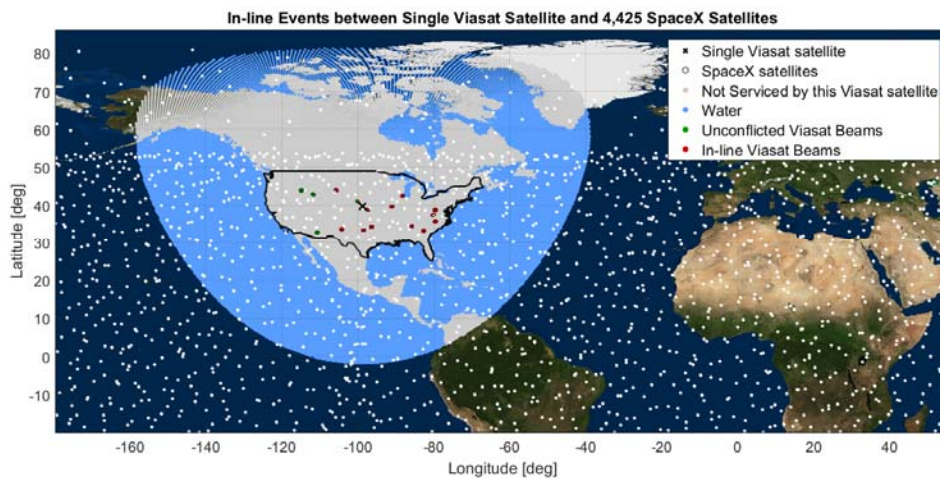 In-line Events between Single Viasat Satellite and 4,425 SpaceX Satellites
Single Viasat satellite
SpaceX satellites
Not Serviced by this Viasat satellite
Water
Unconflicted Viasat Beams
In-line Viasat Beams
Latitude [deg]
80
70
60
50
40
30
20
10
0
-10
-160
-140
-120
-100
-80
-60
-40
-20
0
20
40
Longitude [deg]